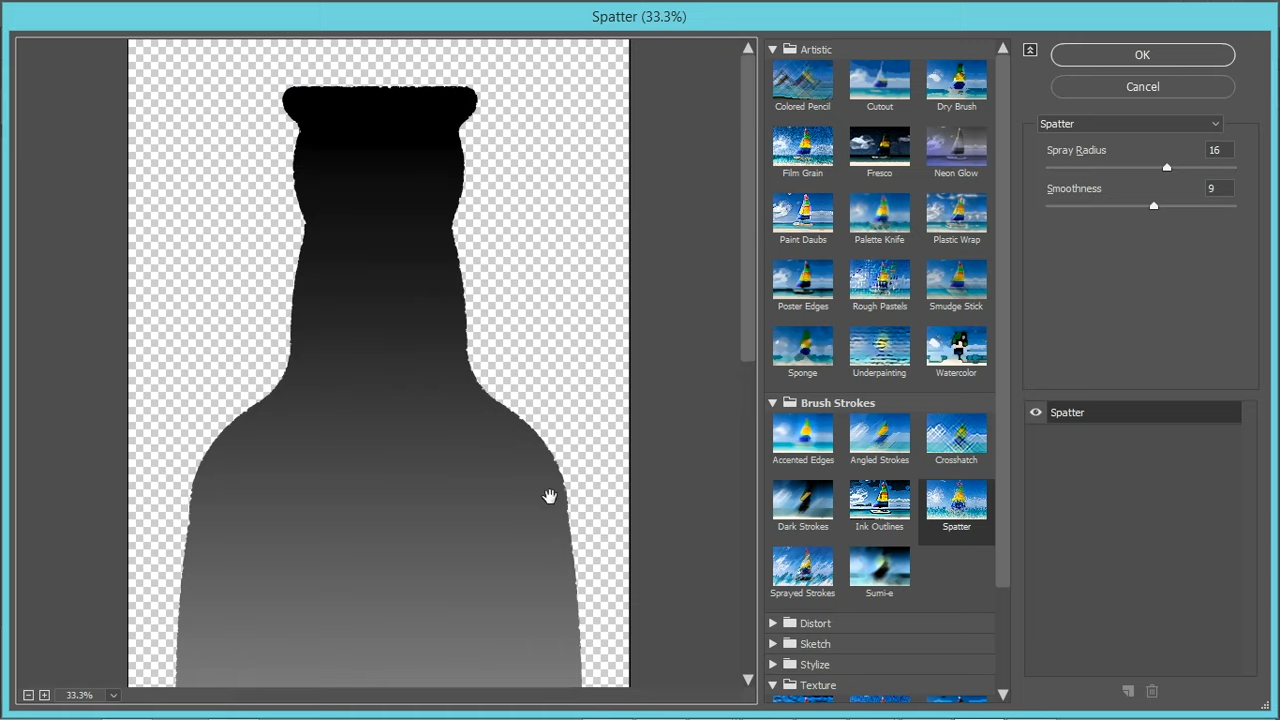 Spatter (33.3%)
Artistic
Colored Pencil
Cutout
Dry Brush
Film Grain
Fresco
Neon Glow
Paint Daubs
Palette Knife
Plastic Wrap
Poster Edges
Rough Pastels
Smudge Stick
Sponge
Underpainting
Watercolor
Brush Strokes
Accented Edges
Angled Strokes
Crosshatch
Dark Strokes
Ink Outlines
Spatter
Sprayed Strokes
Sumi-e
Distort
Sketch
Stylize
Texture
OK
Cancel
Spatter
Spray Radius 16
Smoothness 9
Spatter
33.3%